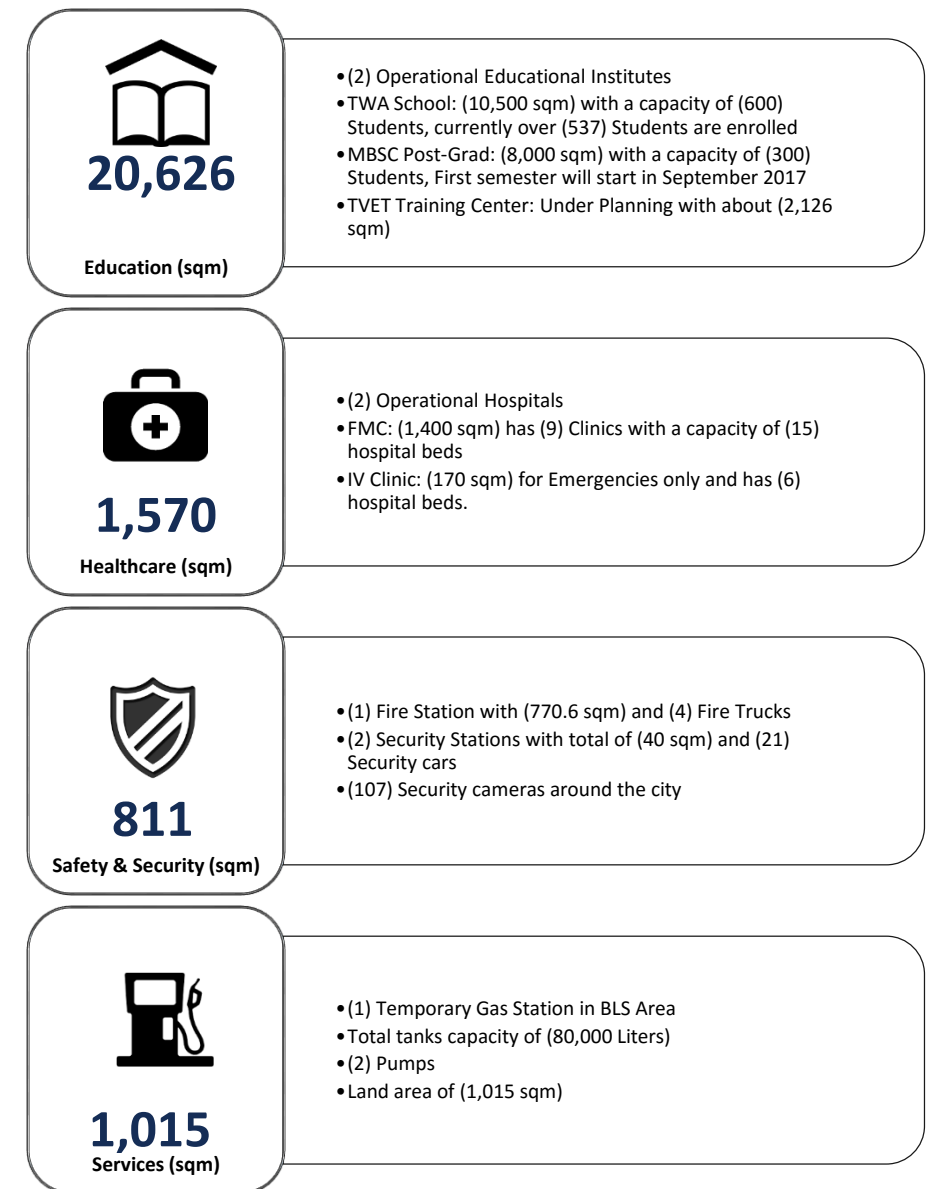 20,626
Education (sqm)
•(2) Operational Educational Institutes
•TWA School: (10,500 sqm) with a capacity of (600)
Students, currently over (537) Students are enrolled
•MBSC Post-Grad: (8,000 sqm) with a capacity of (300)
Students, First semester will start in September 2017
•TVET Training Center: Under Planning with about (2,126
sqm)
1,570
Healthcare (sqm)
•(2) Operational Hospitals
•FMC: (1,400 sqm) has (9) Clinics with a capacity of (15)
hospital beds
•IV Clinic: (170 sqm) for Emergencies only and has (6)
hospital beds.
811
Safety & Security (sqm)
•(1) Fire Station with (770.6 sqm) and (4) Fire Trucks
•(2) Security Stations with total of (40 sqm) and (21)
Security cars
•(107) Security cameras around the city
1,015
Services (sqm)
•(1) Temporary Gas Station in BLS Area
•Total tanks capacity of (80,000 Liters)
•(2) Pumps
•Land area of (1,015 sqm)